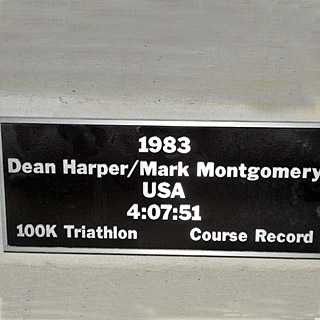 1983
Dean Harper/Mark Montgomery
USA
4:07:51
100K Triathlon Course Record